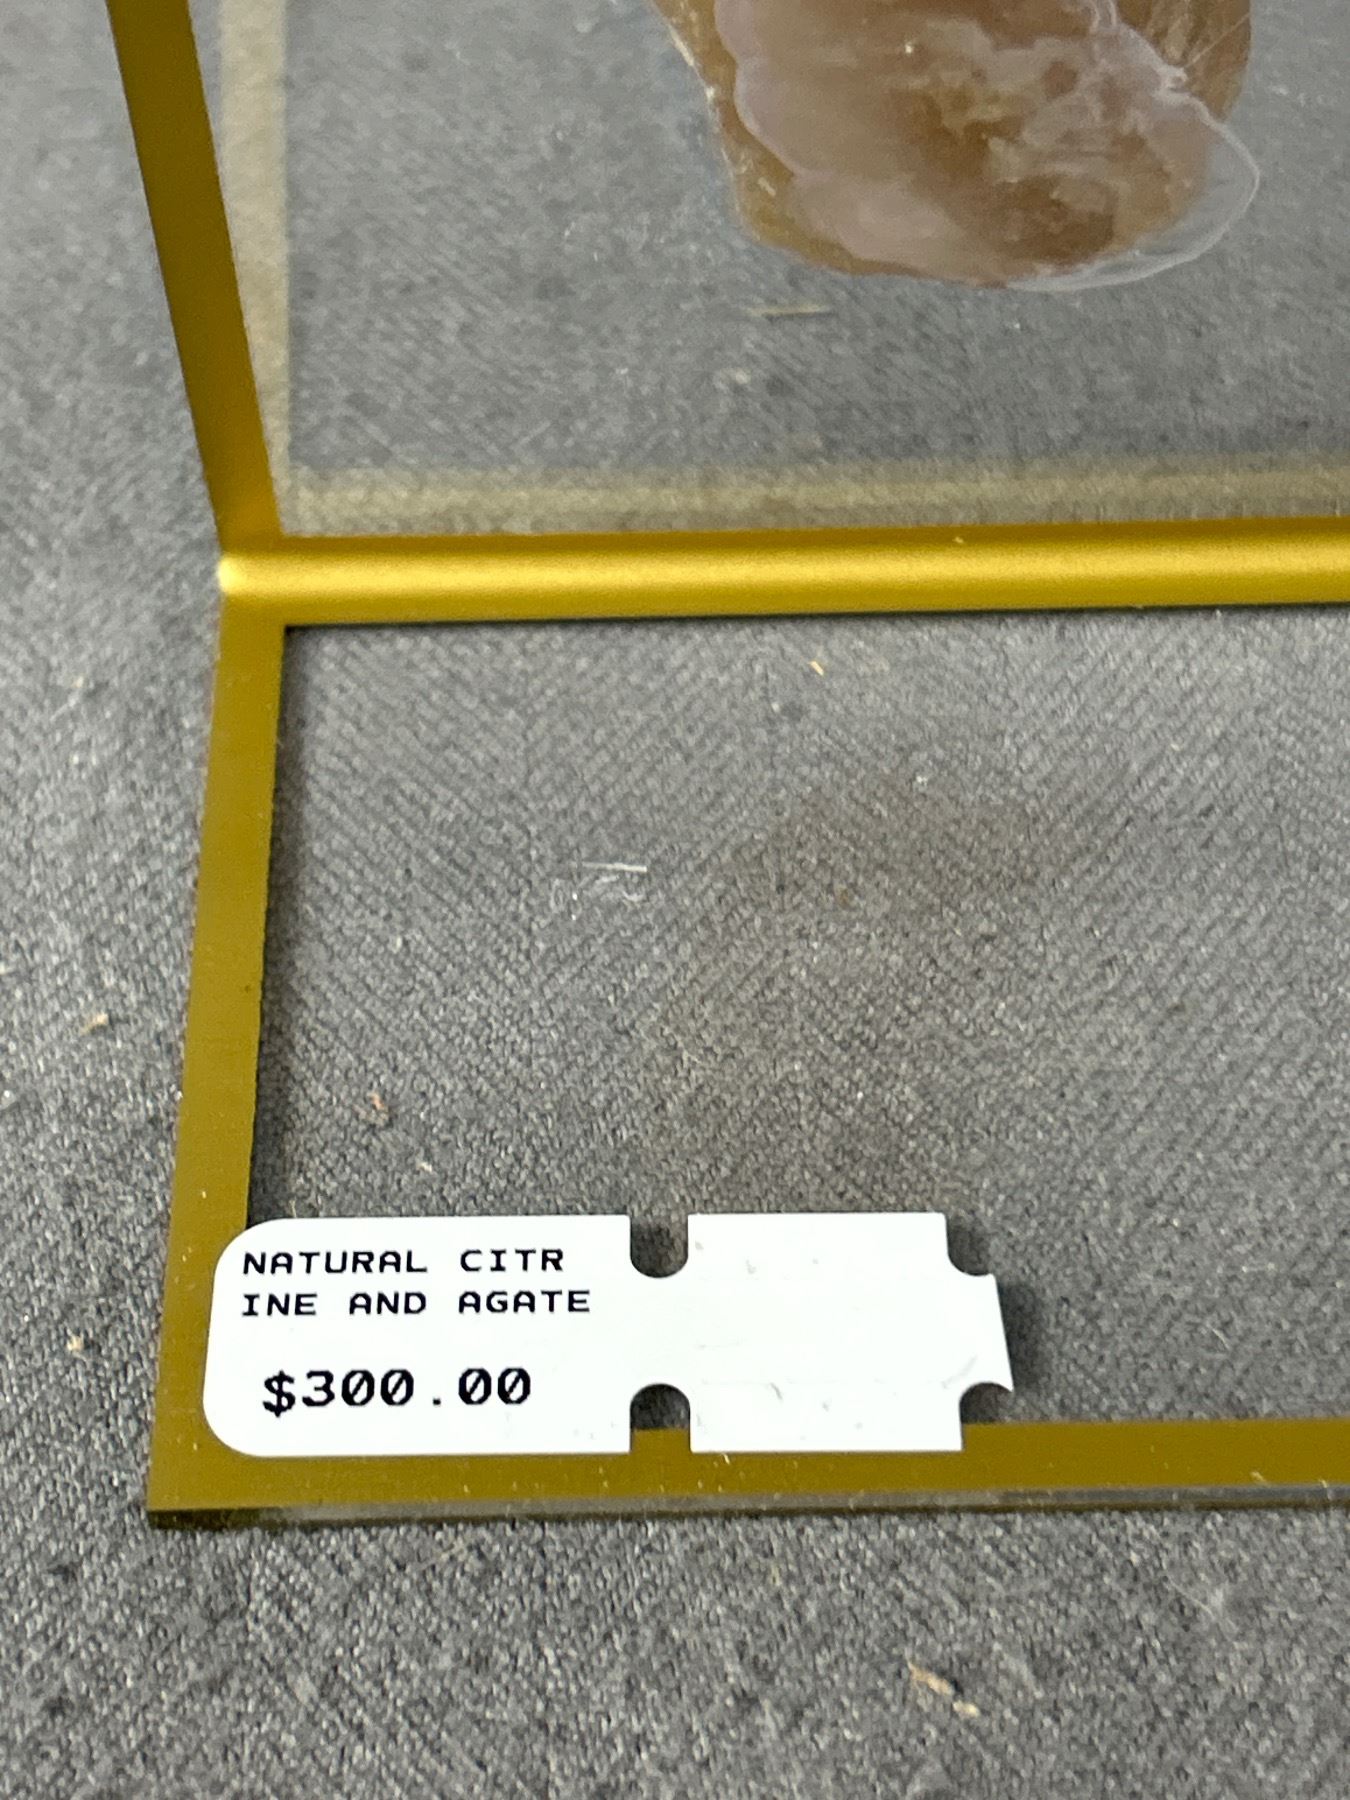 NATURAL CITR
INE AND AGATE
$300.00